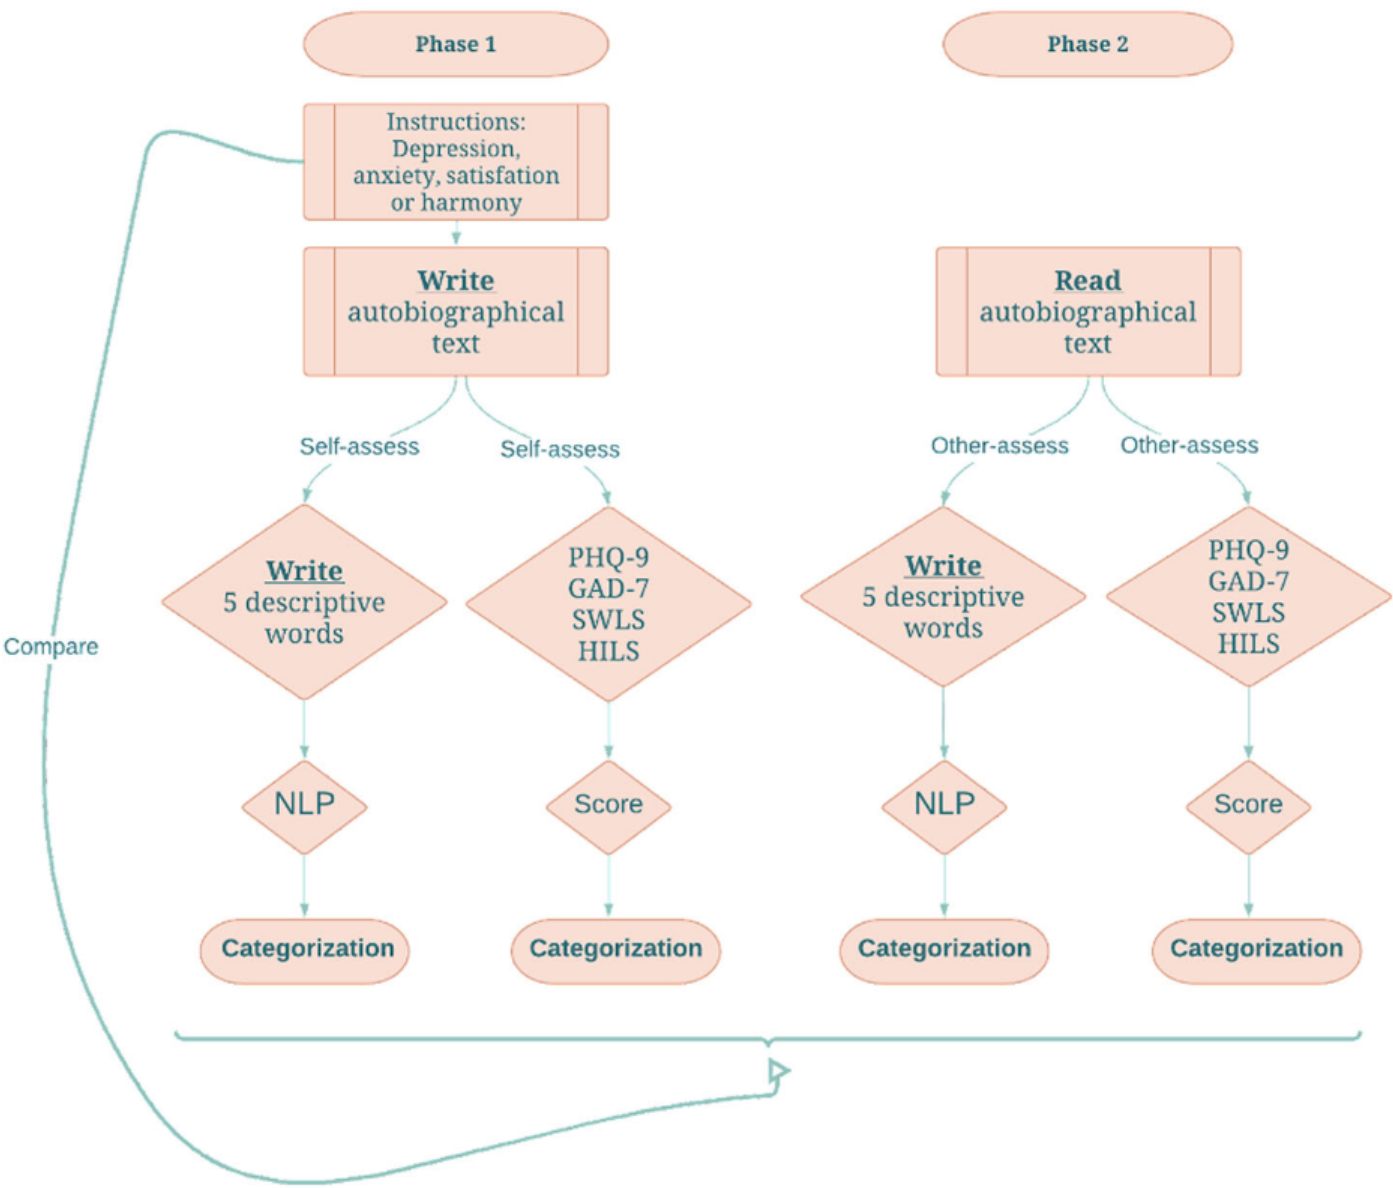 Phase 1
Phase 2
Instructions:
Depression,
anxiety, satisfation
or harmony
Write
autobiographical
text
Read
autobiographical
text
Self-assess
Self-assess
Other-assess
Other-assess
Write
5 descriptive
words
PHQ-9
GAD-7
SWLS
HILS
Write
5 descriptive
words
PHQ-9
GAD-7
SWLS
HILS
Compare
NLP
Score
NLP
Score
Categorization
Categorization
Categorization
Categorization